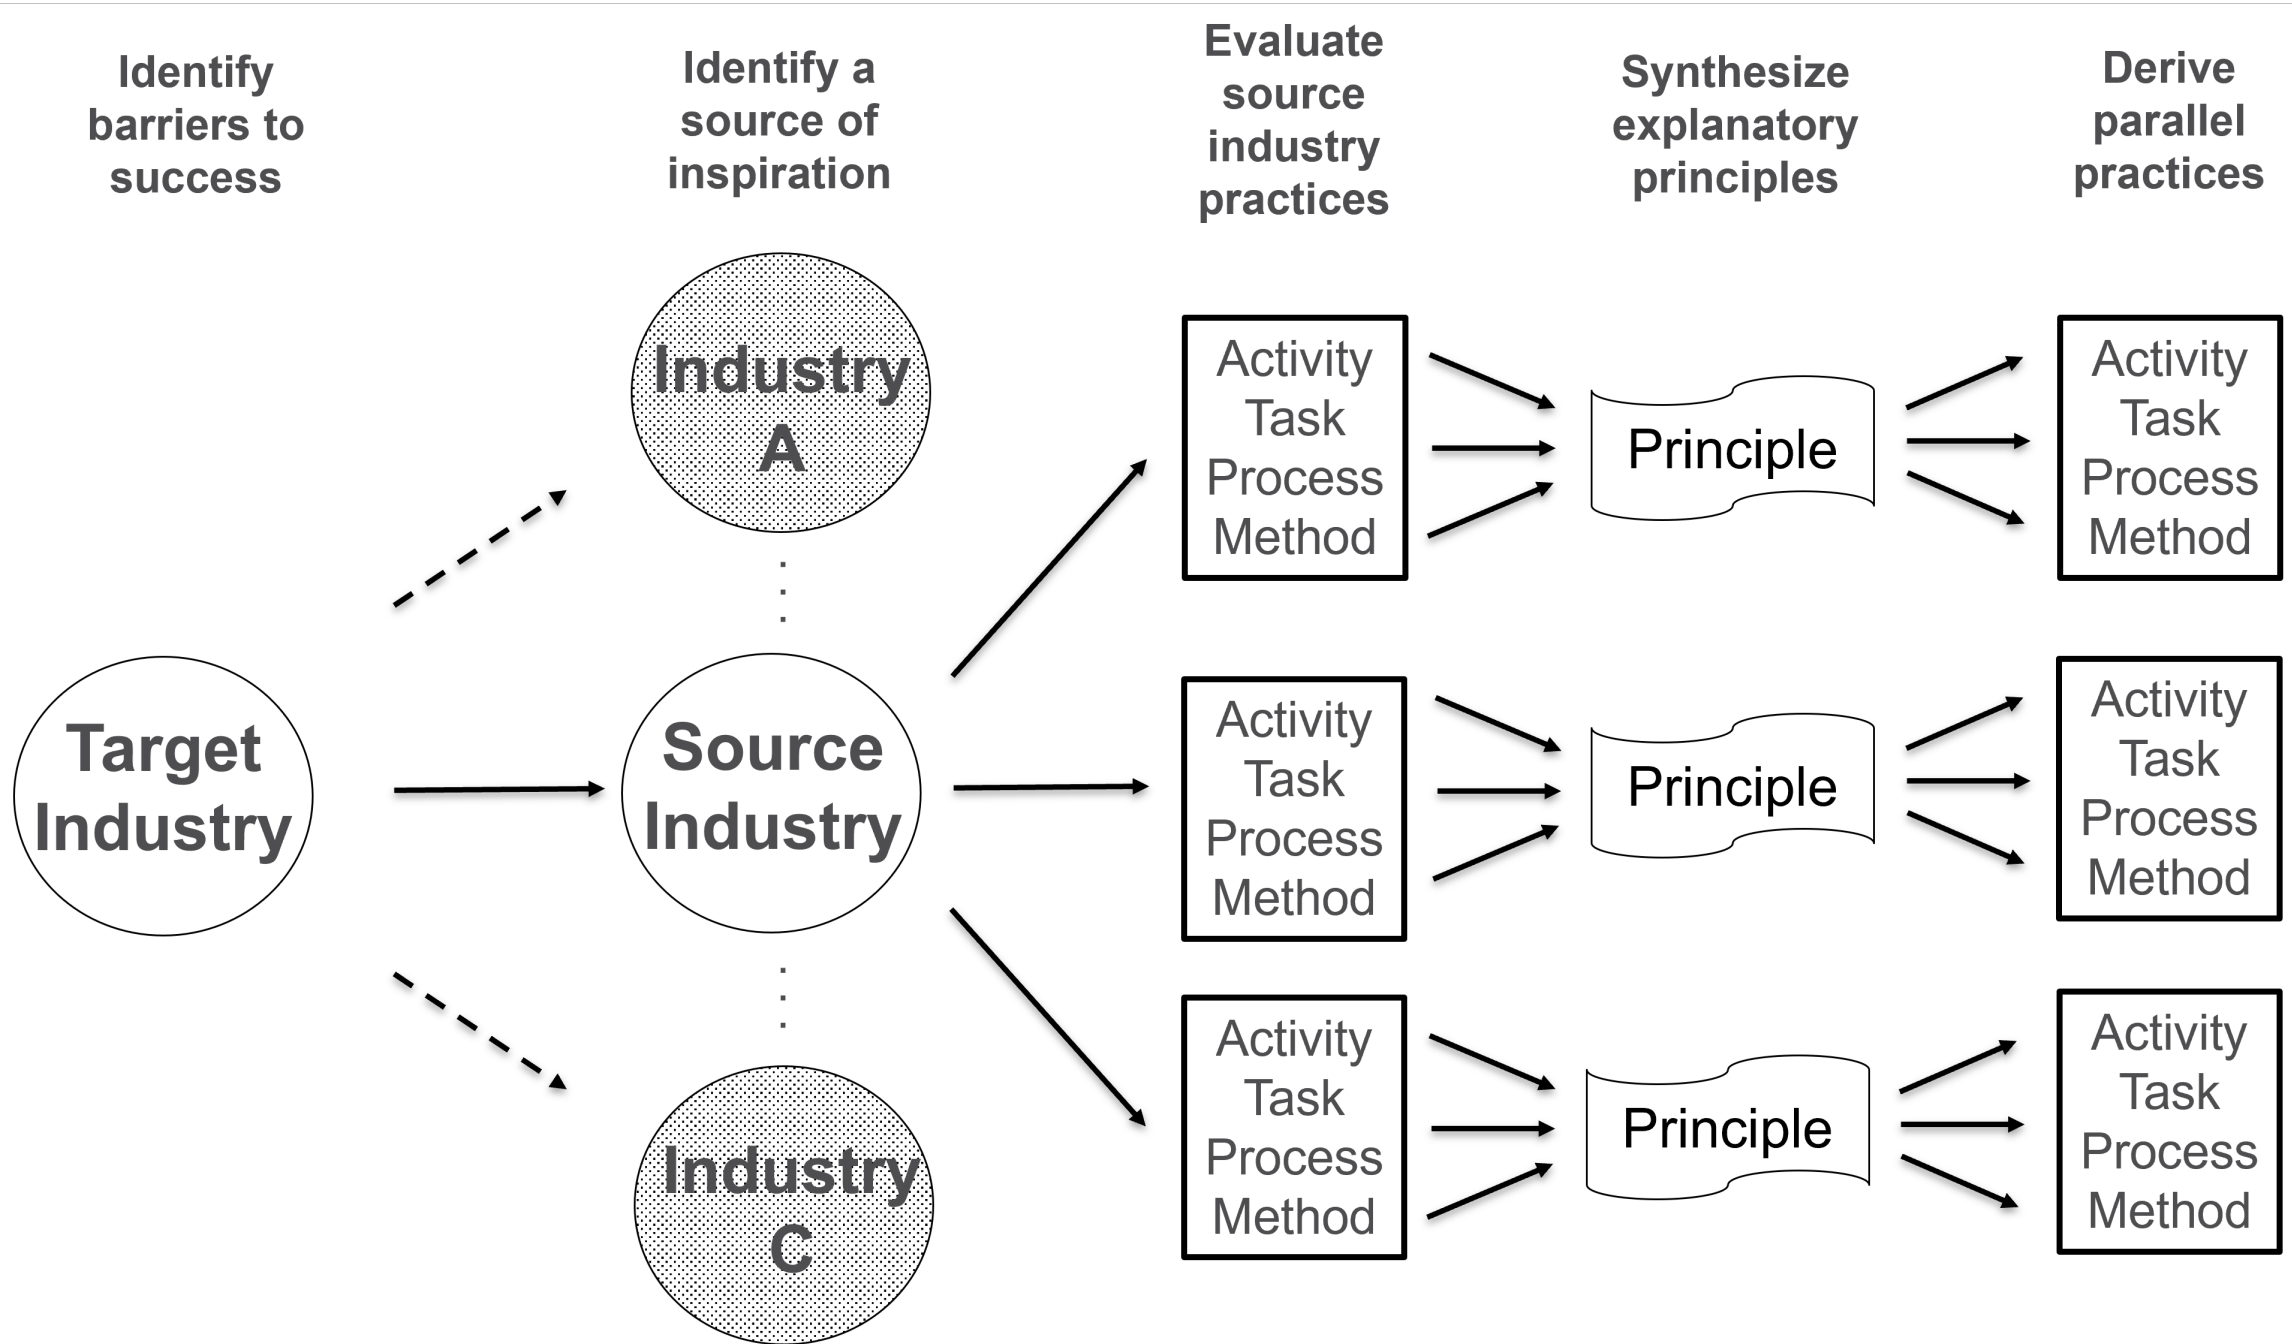 Identify
barriers to
success
Identify a
source of
inspiration
Evaluate
source
industry
practices
Synthesize
explanatory
principles
Derive
parallel
practices
Target
Industry
Industry
A
Source
Industry
Industry
C
Activity
Task
Process
Method
Principle
Activity
Task
Process
Method
Activity
Task
Process
Method
Principle
Activity
Task
Process
Method
Activity
Task
Process
Method
Principle
Activity
Task
Process
Method